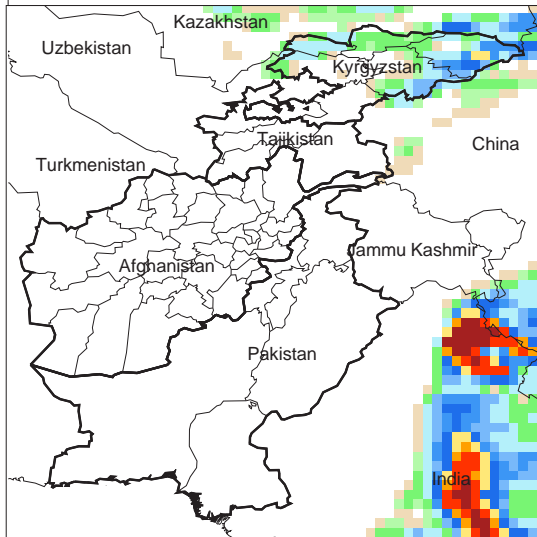 Kazakhstan
Uzbekistan
Kyrgyzstan
Tajikistan
China
Turkmenistan
Jammu Kashmir
Afghanistan
Pakistan
India